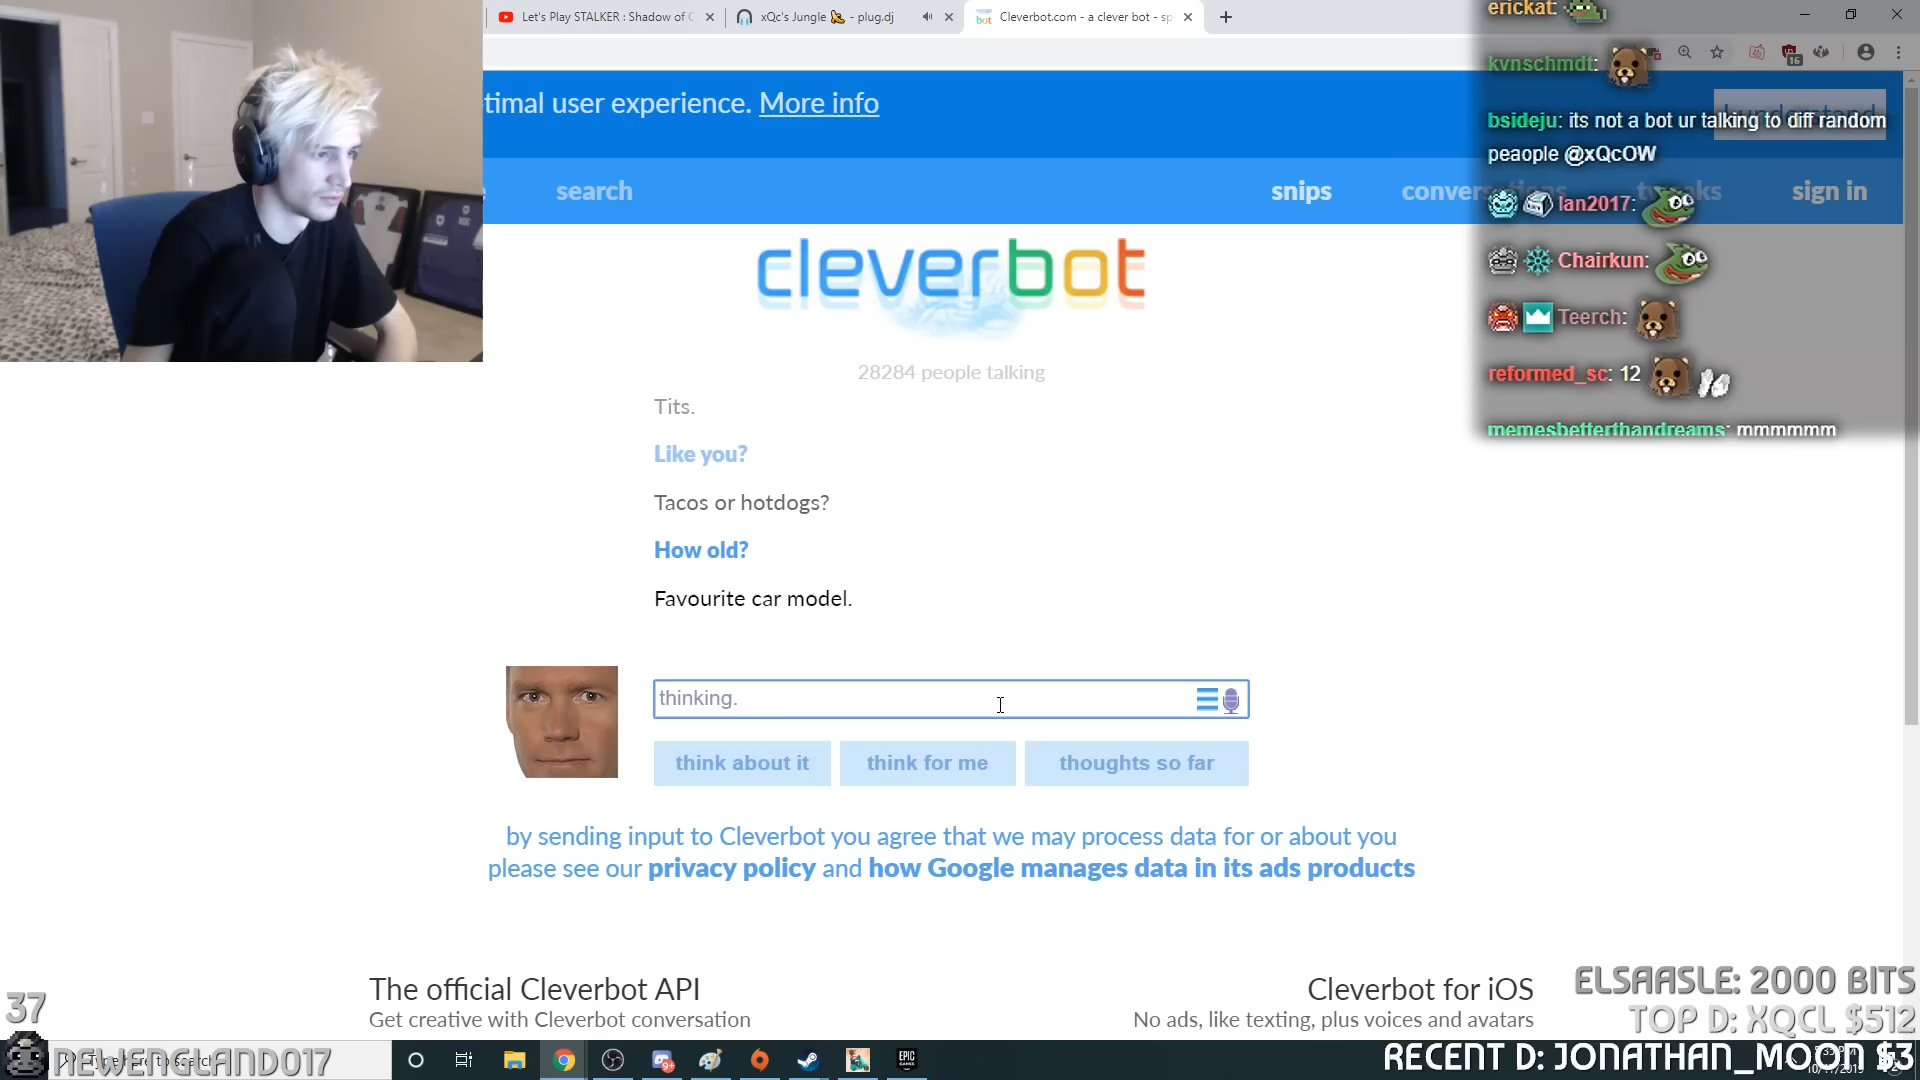 Let's Play STALKER : Shadow of C
xQc's Jungle - plug.dj
Cleverbot.com - a clever bot - sp
timal user experience. More info
search
snips
sign in
cleverbot
28284 people talking
Tits.
Like you?
Tacos or hotdogs?
How old?
Favourite car model.
thinking.
think about it
think for me
thoughts so far
by sending input to Cleverbot you agree that we may process data for or about you
please see our privacy policy and how Google manages data in its ads products
The official Cleverbot API
Get creative with Cleverbot conversation
Cleverbot for iOS
No ads, like texting, plus voices and avatars
erickat:
kvnschmdt:
16
bsideju: its not a bot ur talking to diff random
peaople @xQcOW
Ian2017:
Chairkun:
Teerch:
reformed_sc: 12
memesbetterthandreams: mmmmmm
ELSAASLE: 2000 BITS
TOP D: XQCL $512
RECENT D: JONATHAN_MOON $3
37
NEWENGLAND017
EPIC